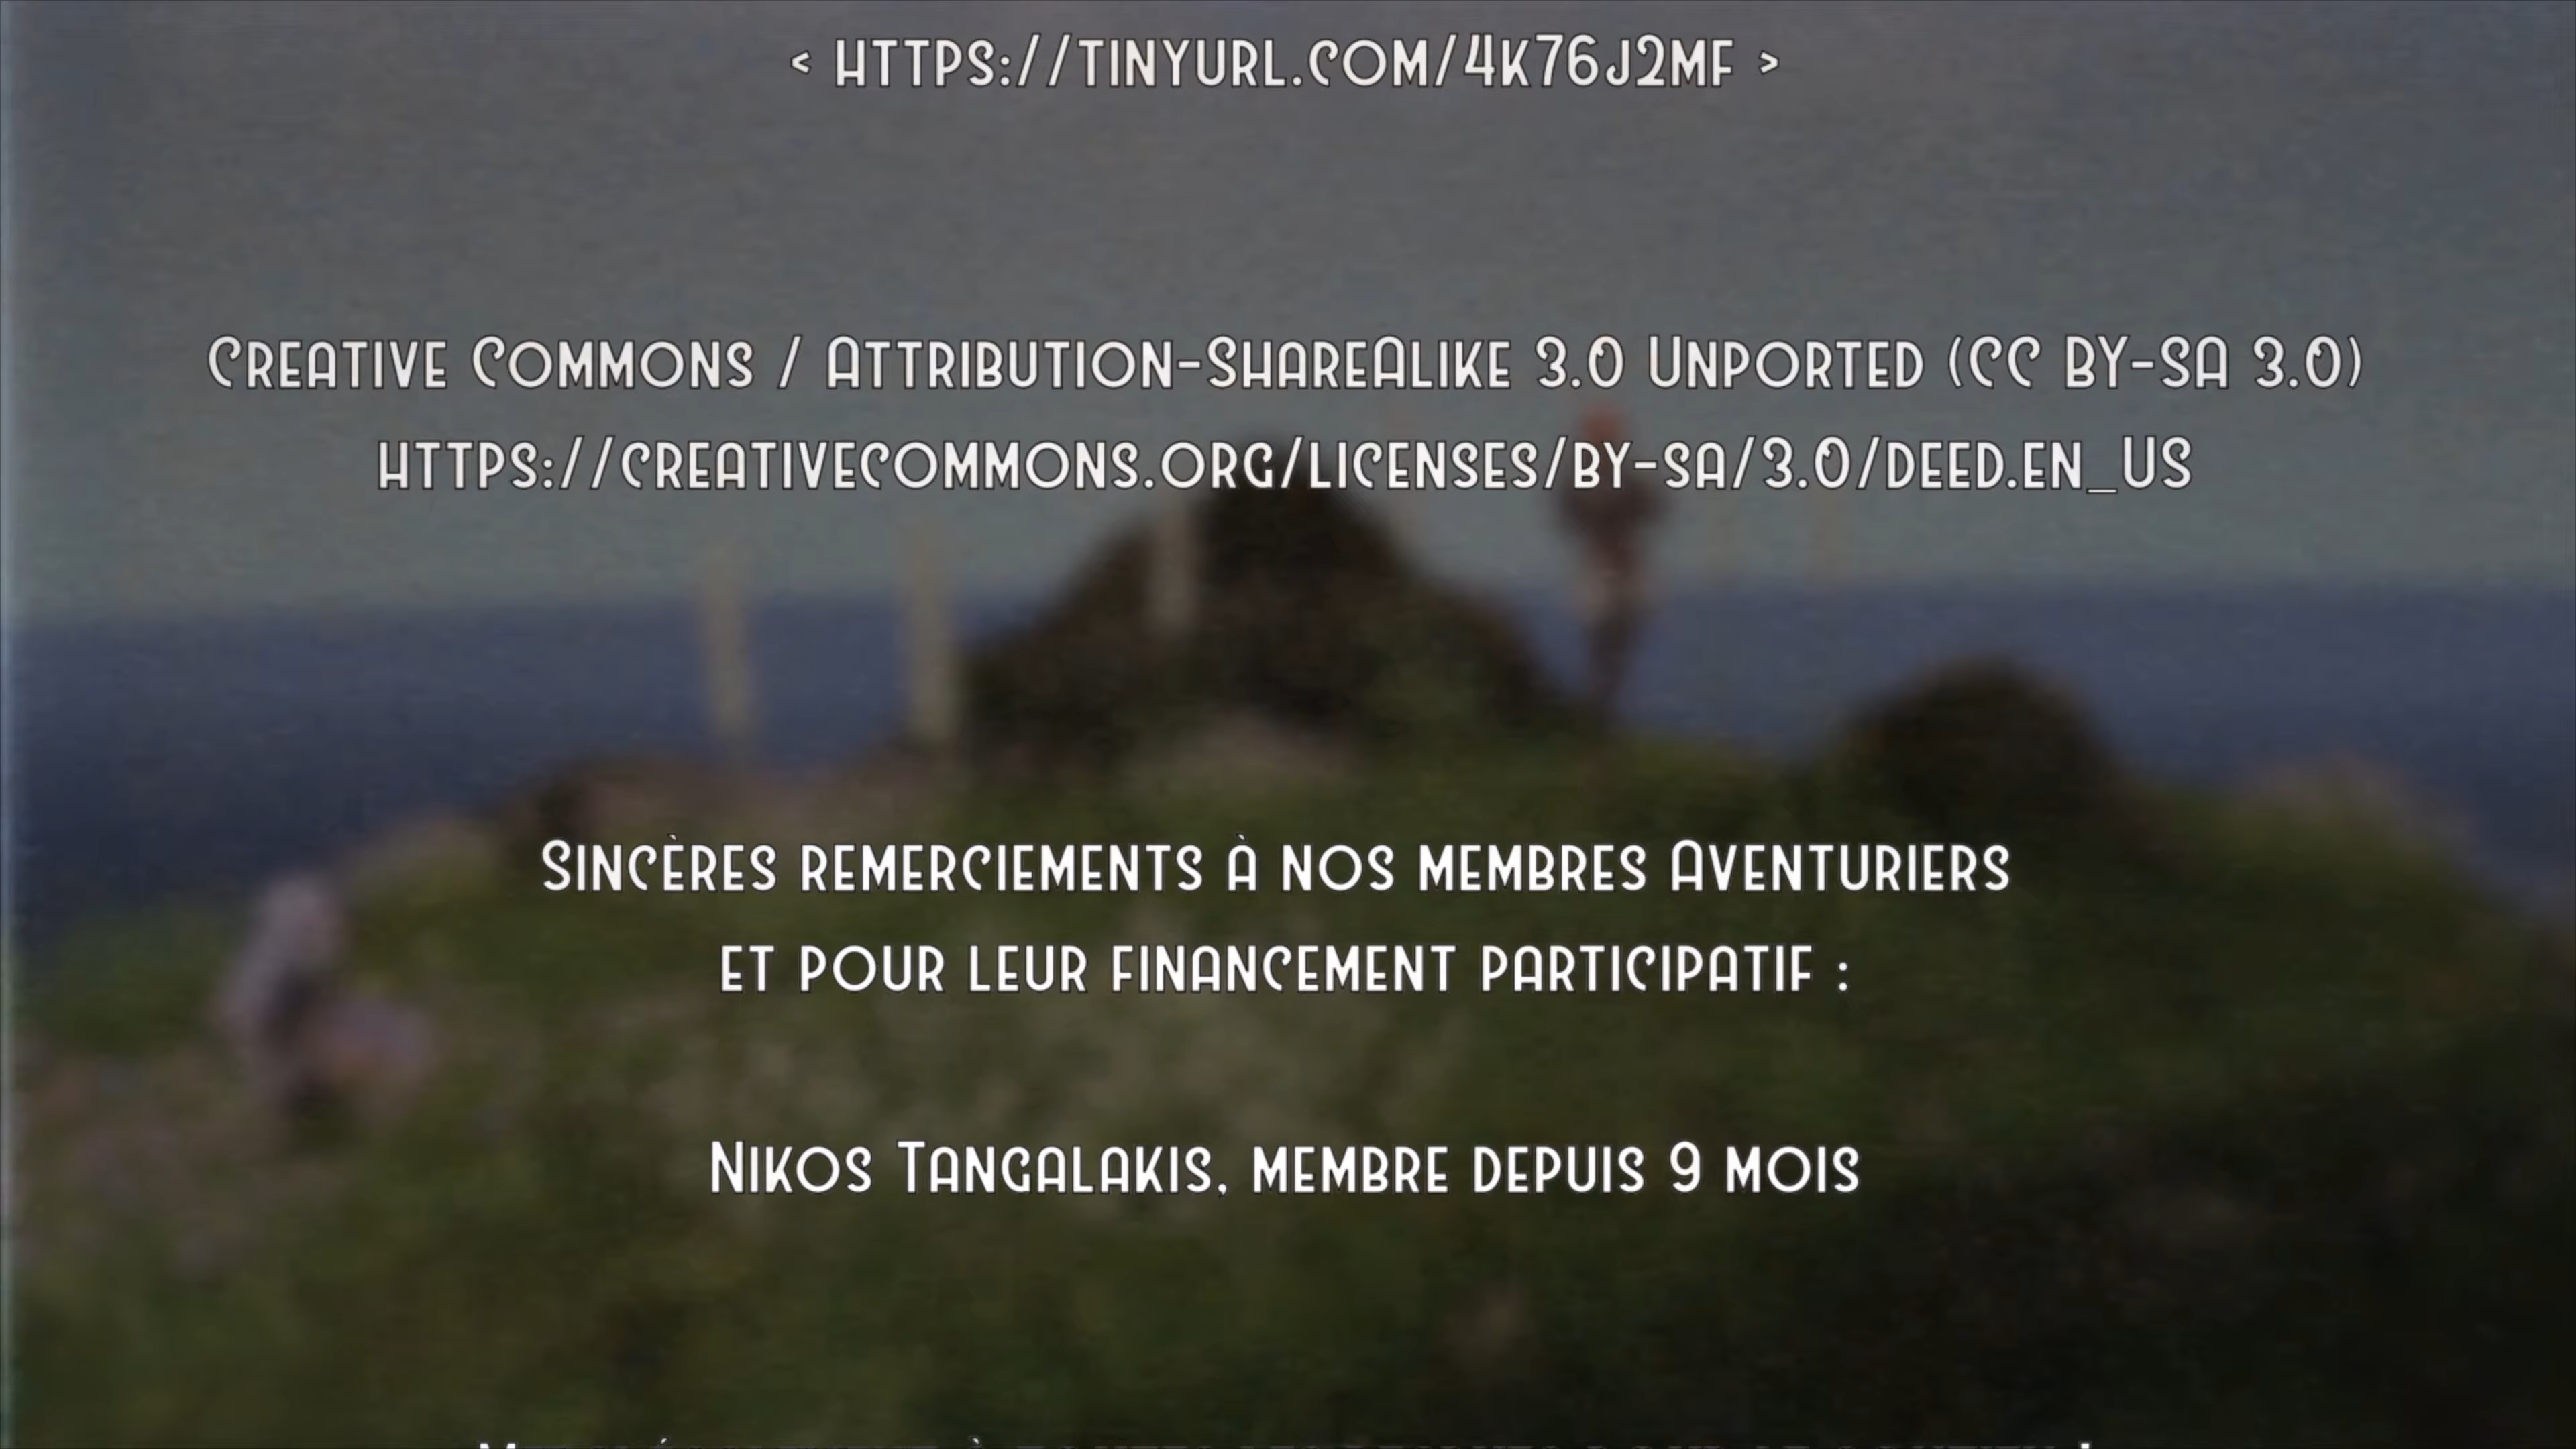 < https://tinyurl.com/4k76j2mf >
Creative Commons / Attribution-ShareAlike 3.0 Unported (CC BY-SA 3.0)
https://creativecommons.org/licenses/by-sa/3.0/deed.en_US
Sincères remerciements à nos membres Aventuriers
et pour leur financement participatif :
Nikos Tangalakis, membre depuis 9 mois